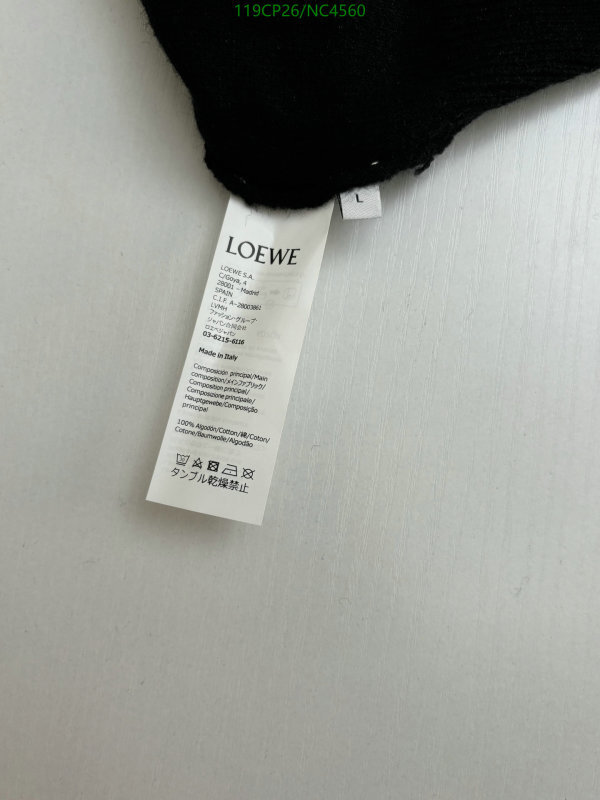 119CP26/NC4560
L
LOEWE
LOEWE S.A.
C/Goya, 4
28001 - Madrid
SPAIN
C.I.F. A-28003861
LVMH
ファッション・グループ
ジャパン合同会社
ロエベジャパン
03-6215-6116
Made in Italy
Composición principal/Main
composition/メインファブリック/
Composition principal/
Composizione principale/
Hauptgewebe/Composição
principal
100% Algodón/Cotton/綿/Coton/
Cotone/Baumwolle/Algodão
タンブル乾燥禁止